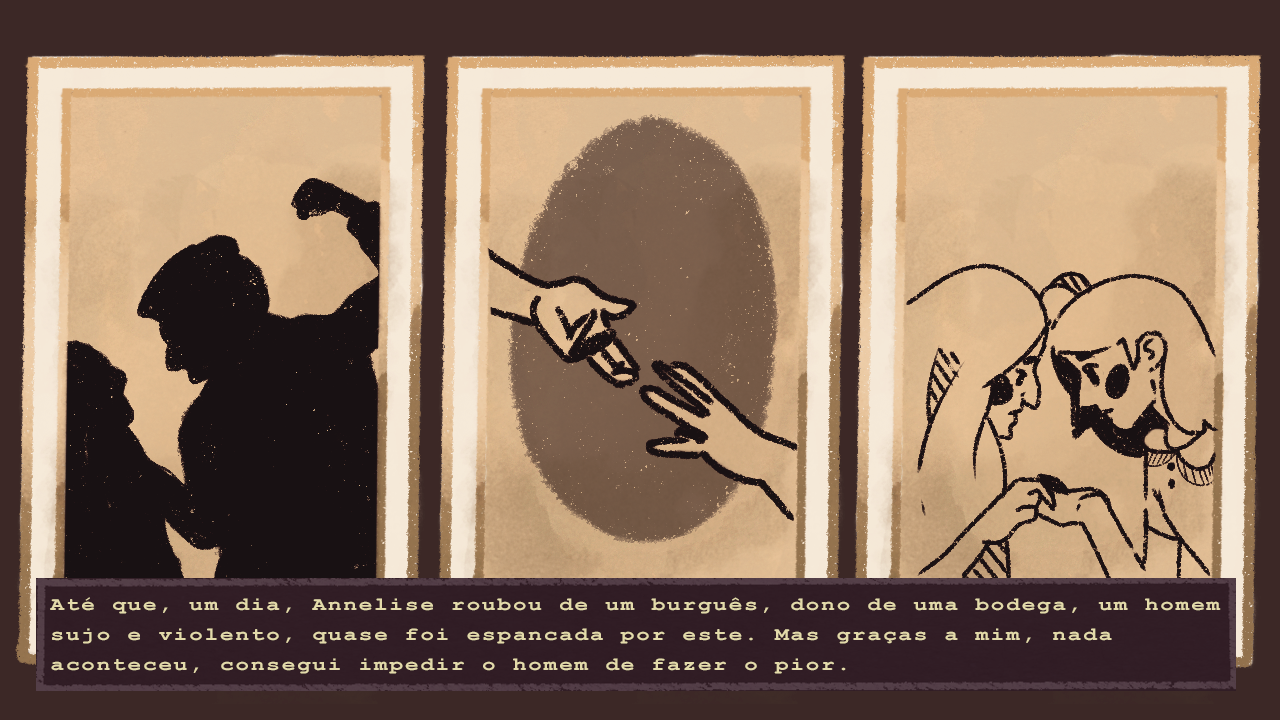 Até que, um dia, Annelise roubou de um burguês, dono de uma bodega, um homem
sujo e violento, quase foi espancada por este. Mas graças a mim, nada
aconteceu, consegui impedir o homem de fazer o pior.